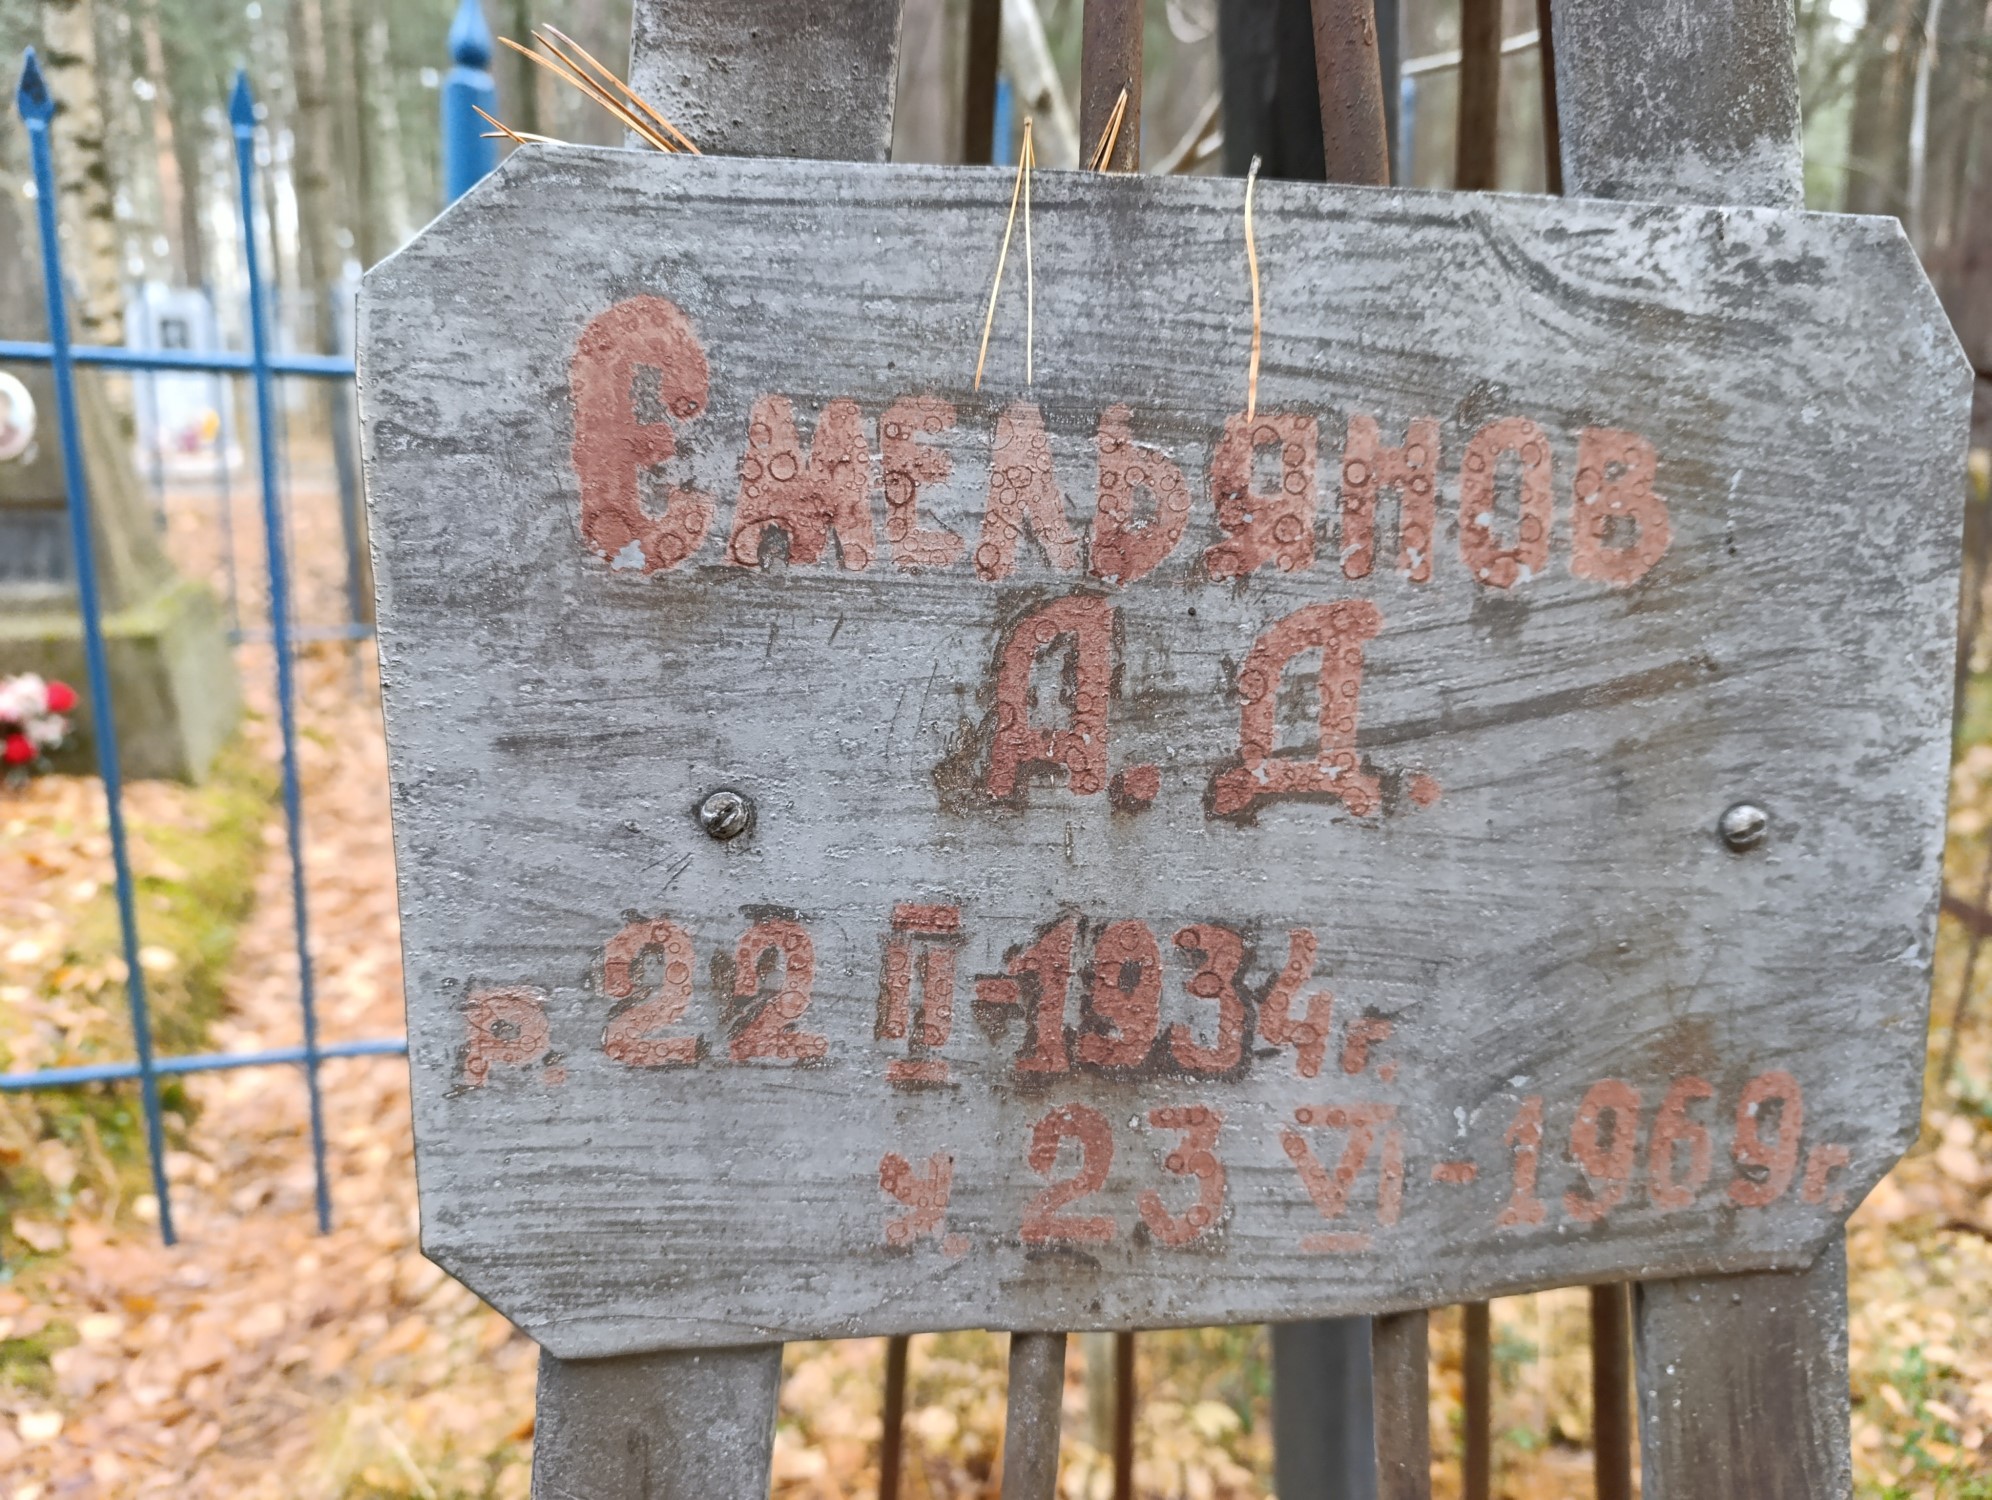 Емельянов
А. Д.
р. 22 II-1934г.
у. 23 VI-1969г.